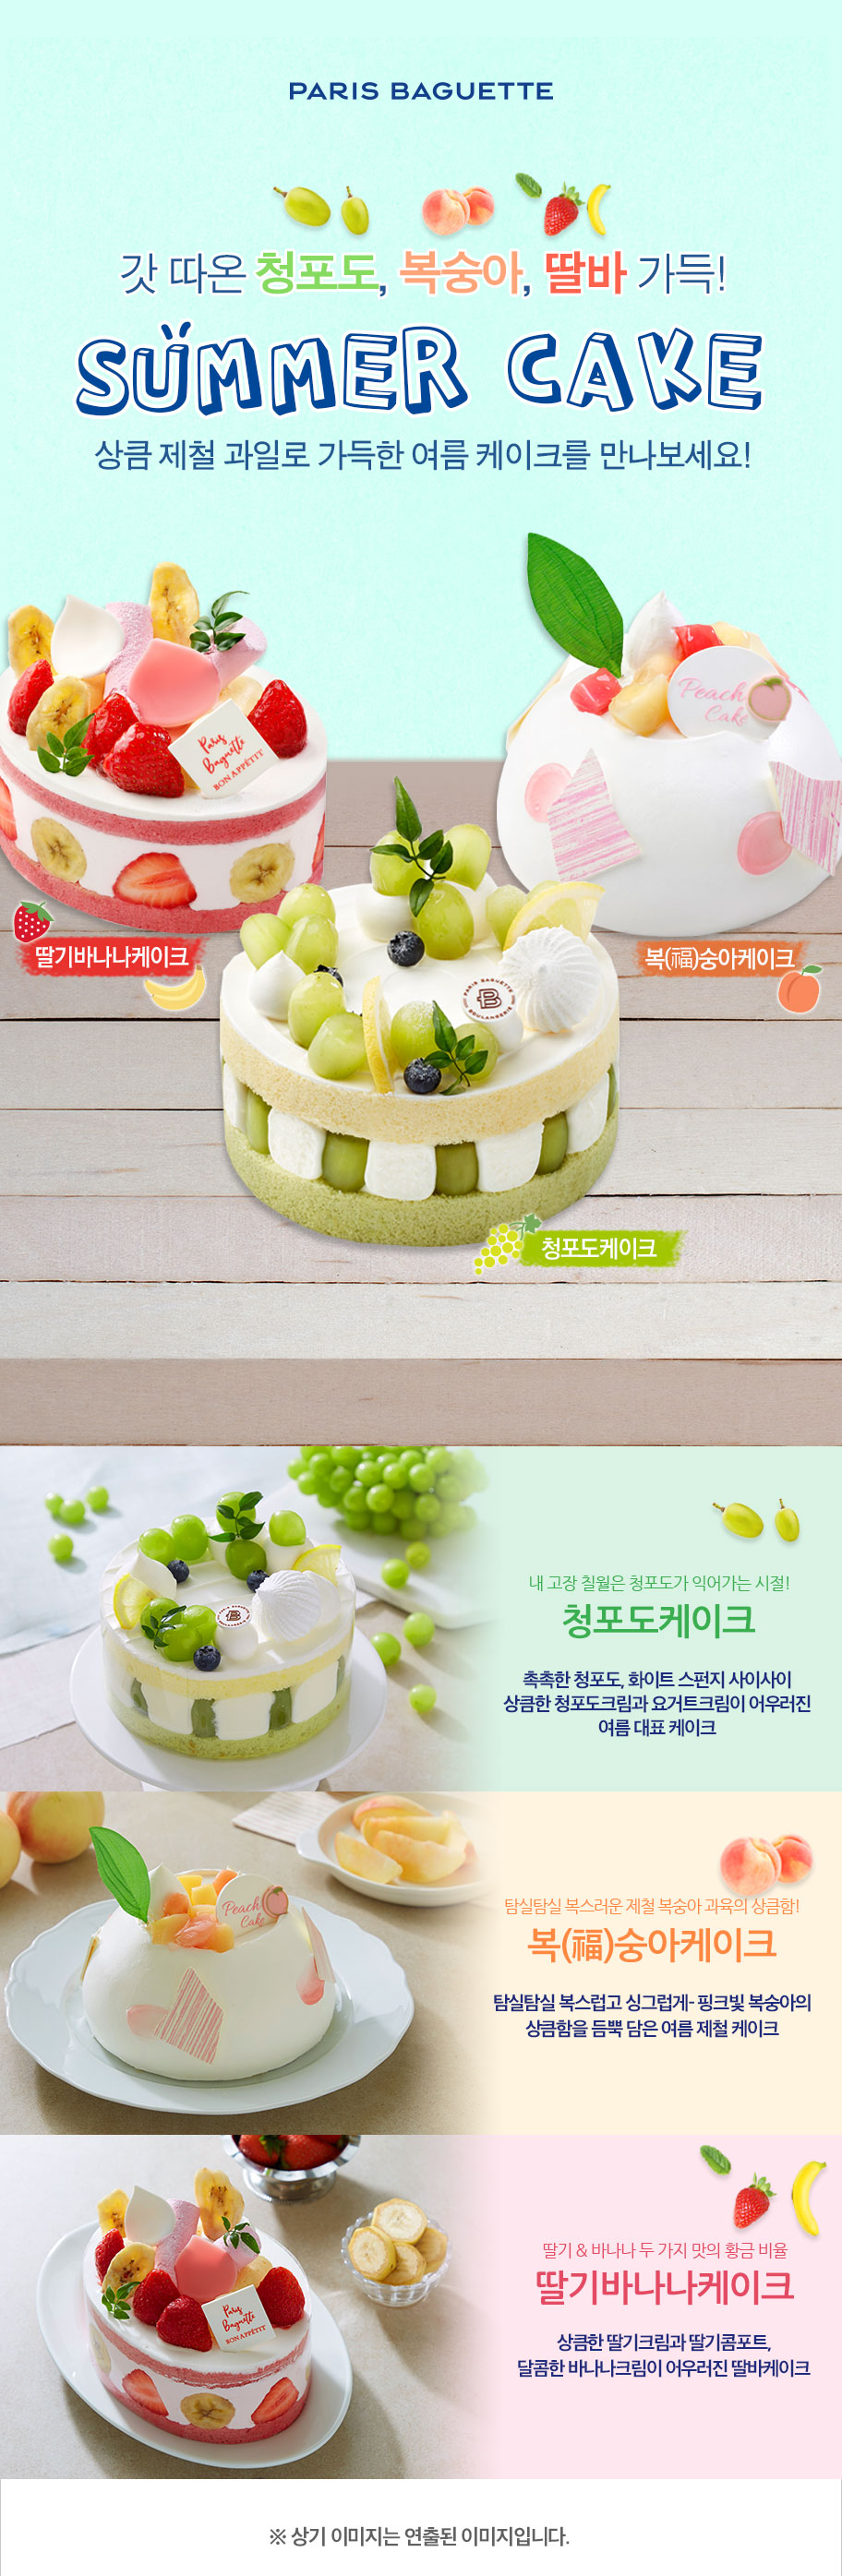 PARIS BAGUETTE
갓 따온 청포도, 복숭아, 딸바 가득!
SUMMER CAKE
상큼 제철 과일로 가득한 여름 케이크를 만나보세요!
Peach
Cake
Paris
Baguette
BON APPÉTIT
딸기바나나케이크
복(福)숭아케이크
PARIS BAGUETTE
B
BOULANGERIE
청포도케이크
내 고장 칠월은 청포도가 익어가는 시절!
청포도케이크
촉촉한 청포도, 화이트 스펀지 사이사이
상큼한 청포도크림과 요거트크림이 어우러진
여름 대표 케이크
B
Peach
Cake
탐실탐실 복스러운 제철 복숭아 과육의 상큼함!
복(福)숭아케이크
탐실탐실 복스럽고 싱그럽게- 핑크빛 복숭아의
상큼함을 듬뿍 담은 여름 제철 케이크
Paris
Baguette
BON APPÉTIT
딸기 & 바나나 두 가지 맛의 황금 비율
딸기바나나케이크
상큼한 딸기크림과 딸기콤포트,
달콤한 바나나크림이 어우러진 딸바케이크
※ 상기 이미지는 연출된 이미지입니다.